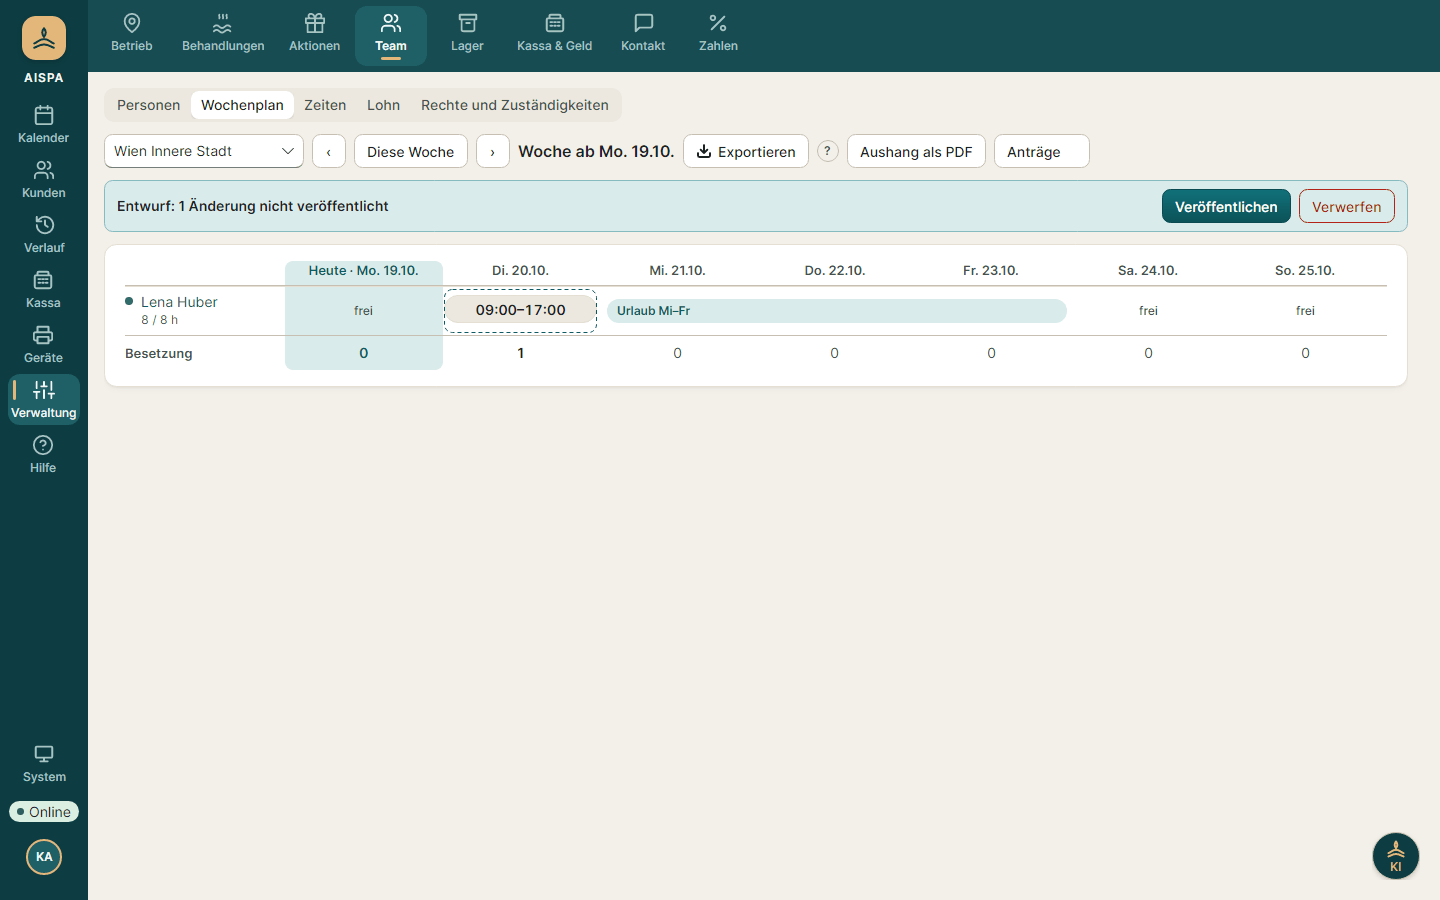 AISPA
Kalender
Kunden
Verlauf
Kassa
Geräte
Verwaltung
Hilfe
System
Online
KA
Betrieb
Behandlungen
Aktionen
Team
Lager
Kassa & Geld
Kontakt
Zahlen
Personen
Wochenplan
Zeiten
Lohn
Rechte und Zuständigkeiten
Wien Innere Stadt
‹
Diese Woche
›
Woche ab Mo. 19.10.
Exportieren
?
Aushang als PDF
Anträge
Entwurf: 1 Änderung nicht veröffentlicht
Veröffentlichen
Verwerfen
Heute · Mo. 19.10.
Di. 20.10.
Mi. 21.10.
Do. 22.10.
Fr. 23.10.
Sa. 24.10.
So. 25.10.
Lena Huber
8 / 8 h
frei
09:00–17:00
Urlaub Mi–Fr
frei
frei
Besetzung
0
1
0
0
0
0
0
KI